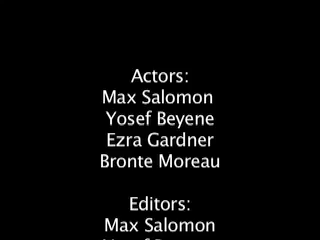 Actors:
Max Salomon
Yosef Beyene
Ezra Gardner
Bronte Moreau
Editors:
Max Salomon